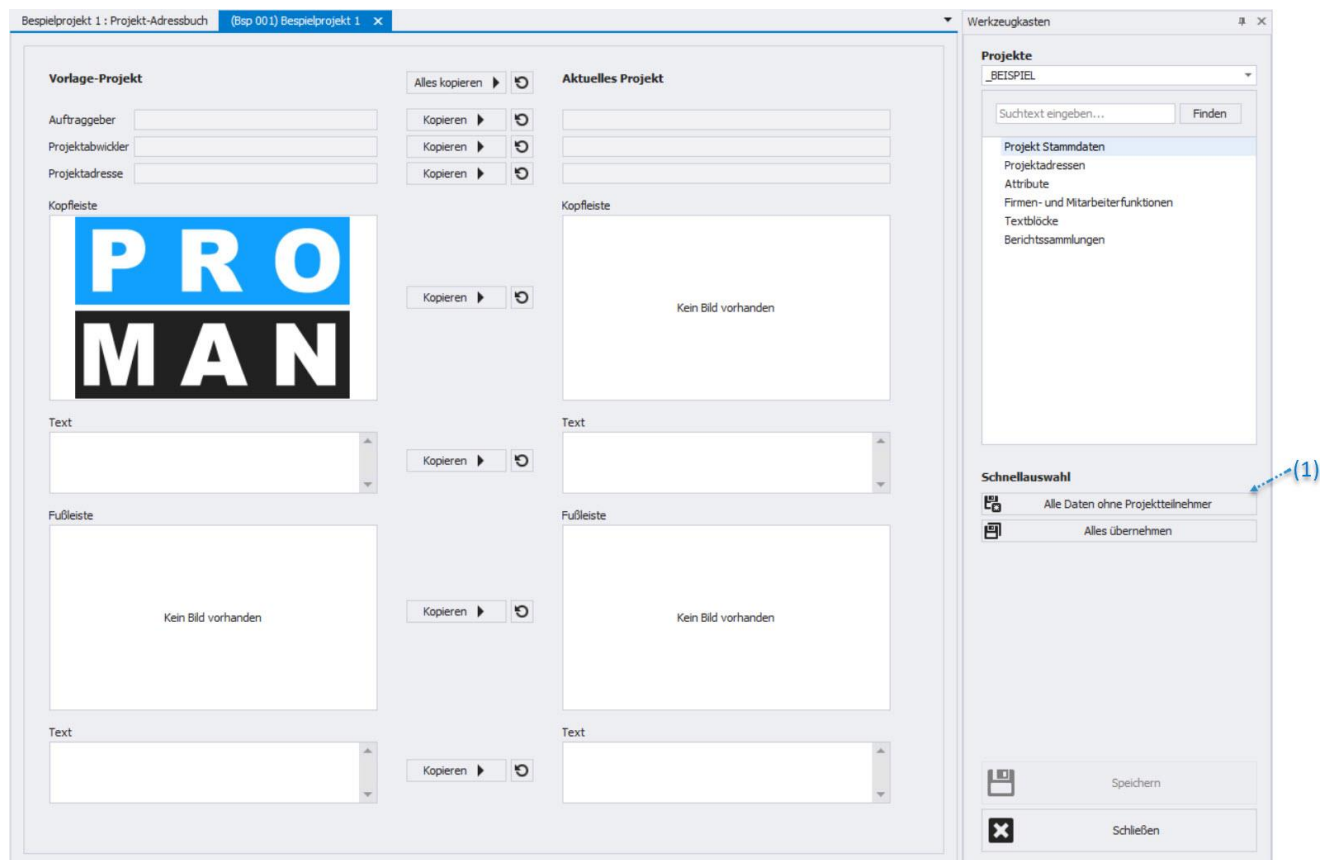 Bespielprojekt 1 : Projekt-Adressbuch
(Bsp 001) Bespielprojekt 1
Vorlage-Projekt
Alles kopieren
Aktuelles Projekt
Auftraggeber
Kopieren
Projektabwickler
Kopieren
Projektadresse
Kopieren
Kopfleiste
Kopfleiste
PRO
MAN
Kopieren
Kein Bild vorhanden
Text
Text
Kopieren
Fußleiste
Fußleiste
Kein Bild vorhanden
Kopieren
Kein Bild vorhanden
Text
Text
Kopieren
Werkzeugkasten
Projekte
_BEISPIEL
Suchtext eingeben...
Finden
Projekt Stammdaten
Projektadressen
Attribute
Firmen- und Mitarbeiterfunktionen
Textblöcke
Berichtssammlungen
Schnellauswahl
(1)
Alle Daten ohne Projektteilnehmer
Alles übernehmen
Speichern
Schließen